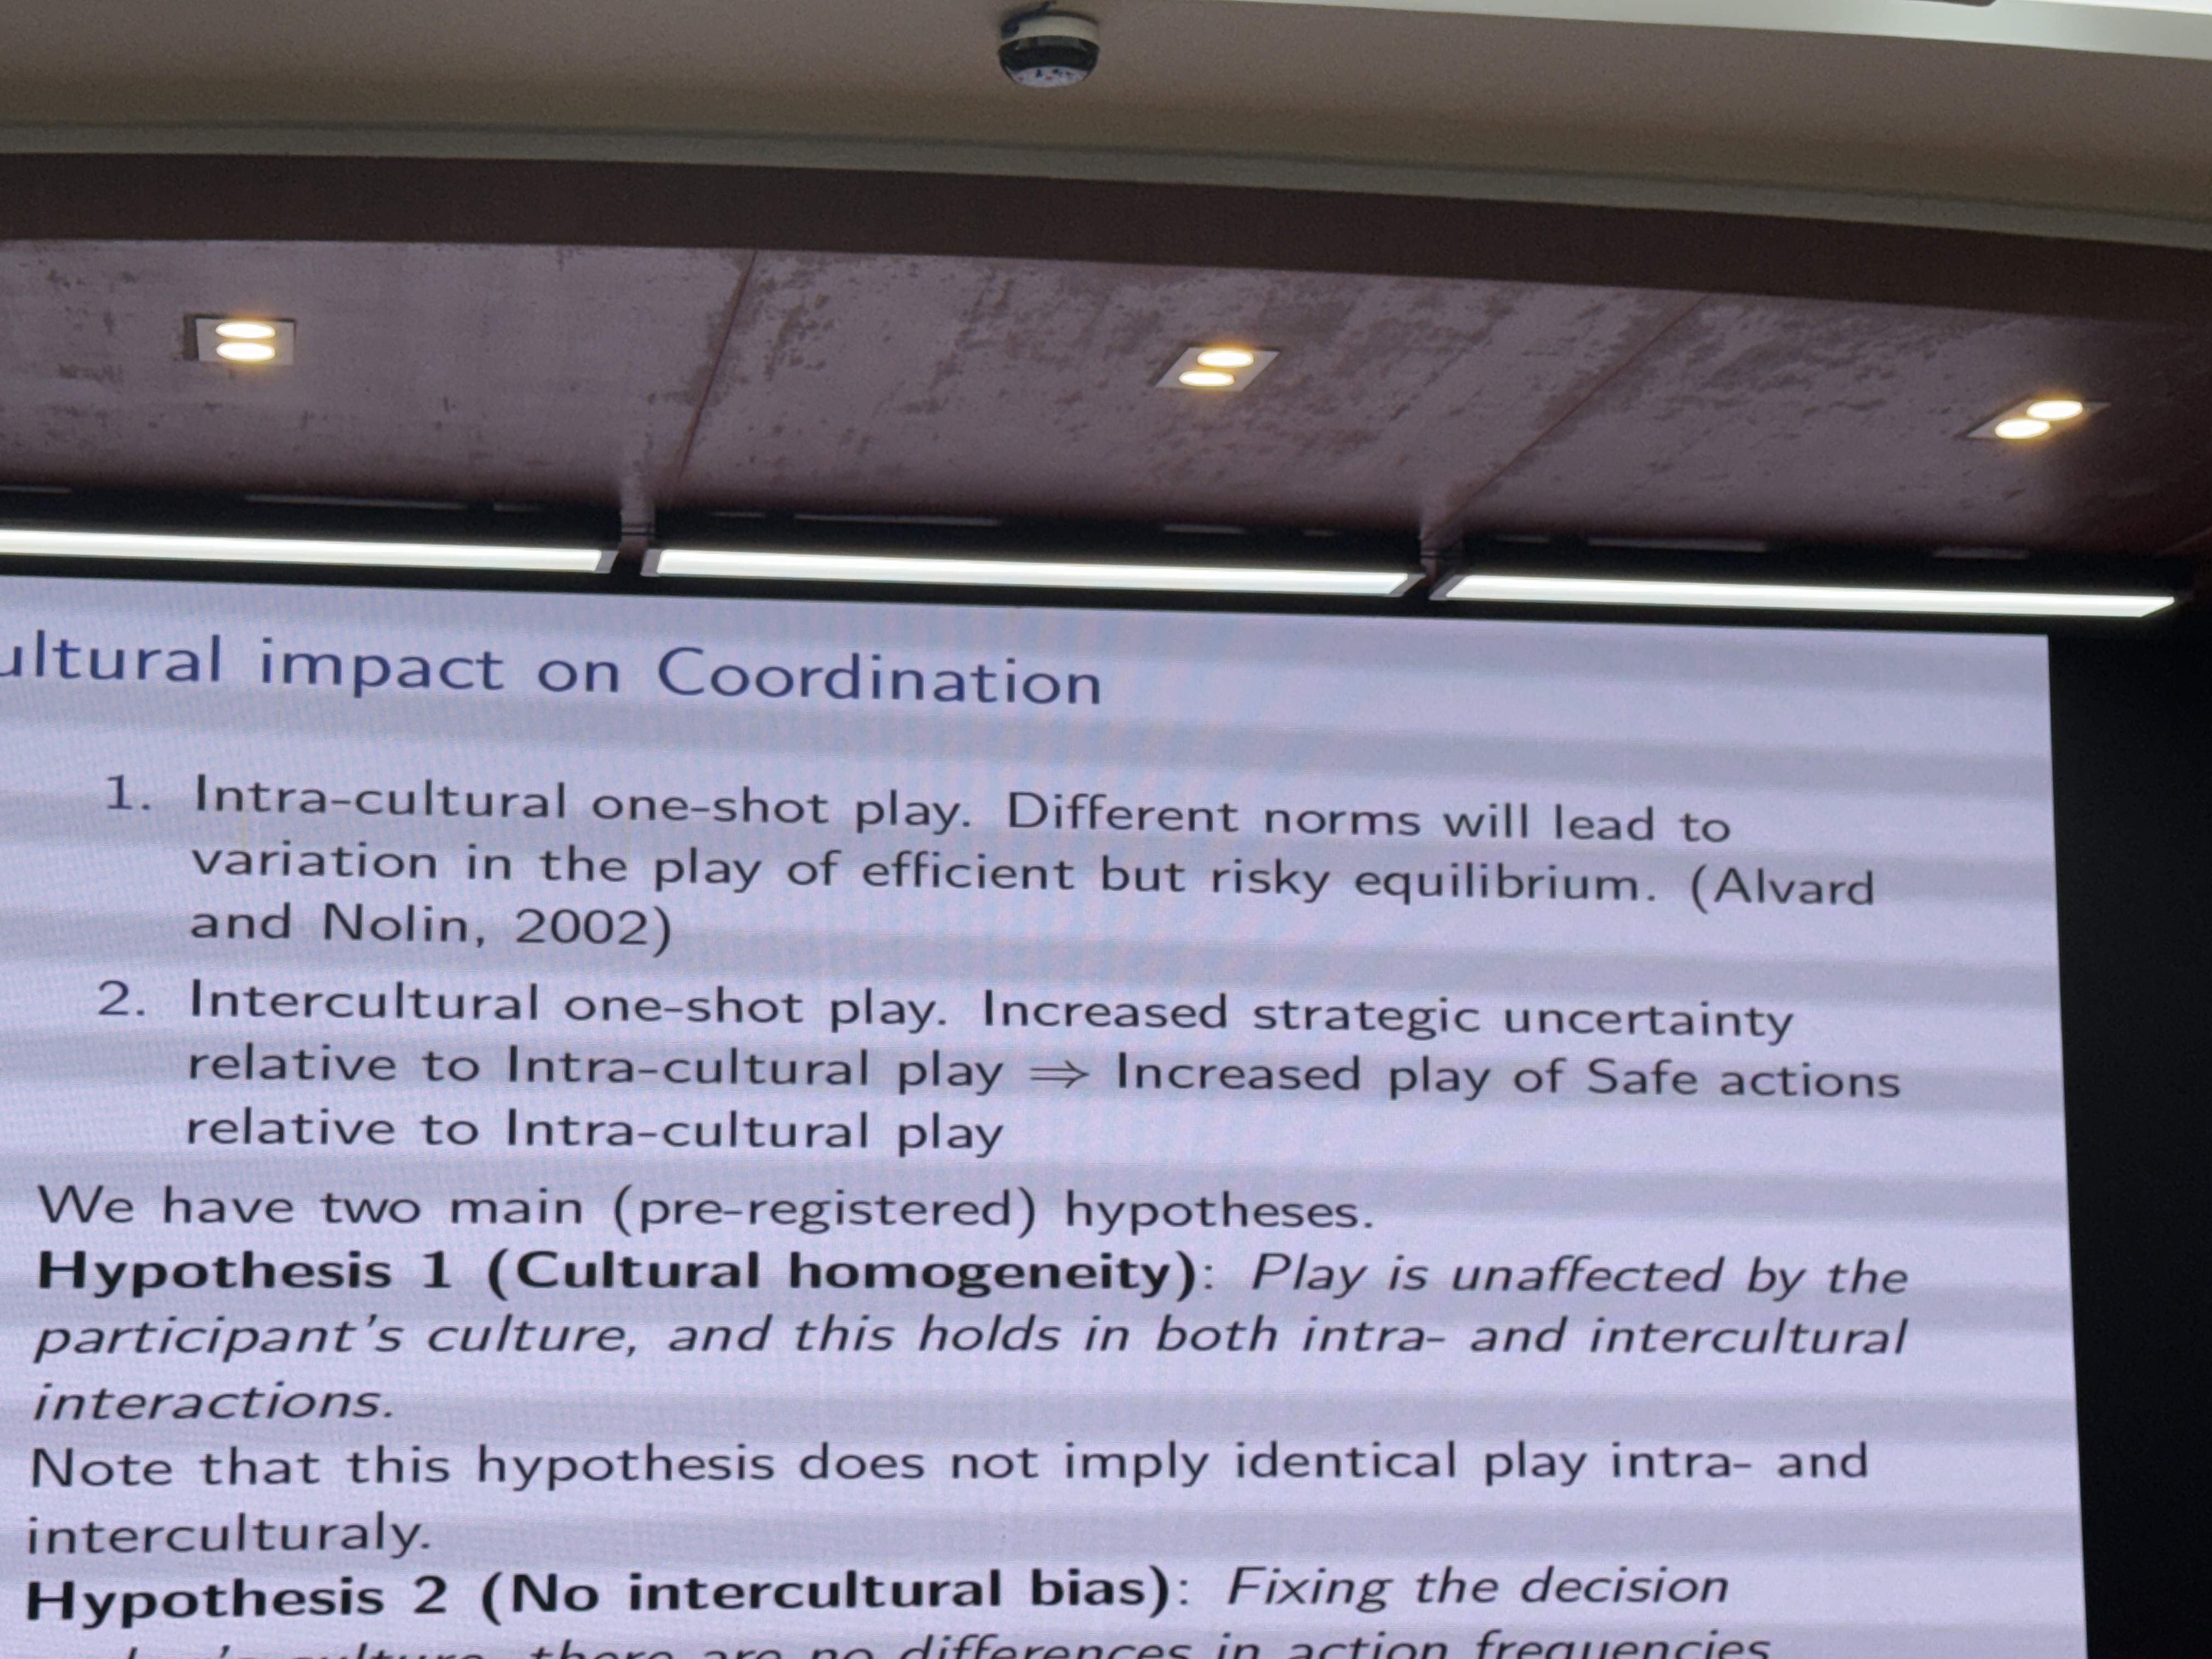 ultural impact on Coordination
1. Intra-cultural one-shot play. Different norms will lead to
variation in the play of efficient but risky equilibrium. (Alvard
and Nolin, 2002)
2. Intercultural one-shot play. Increased strategic uncertainty
relative to Intra-cultural play ⇒ Increased play of Safe actions
relative to Intra-cultural play
We have two main (pre-registered) hypotheses.
Hypothesis 1 (Cultural homogeneity): Play is unaffected by the
participant's culture, and this holds in both intra- and intercultural
interactions.
Note that this hypothesis does not imply identical play intra- and
interculturaly.
Hypothesis 2 (No intercultural bias): Fixing the decision
culture, there are no differences in action frequencies